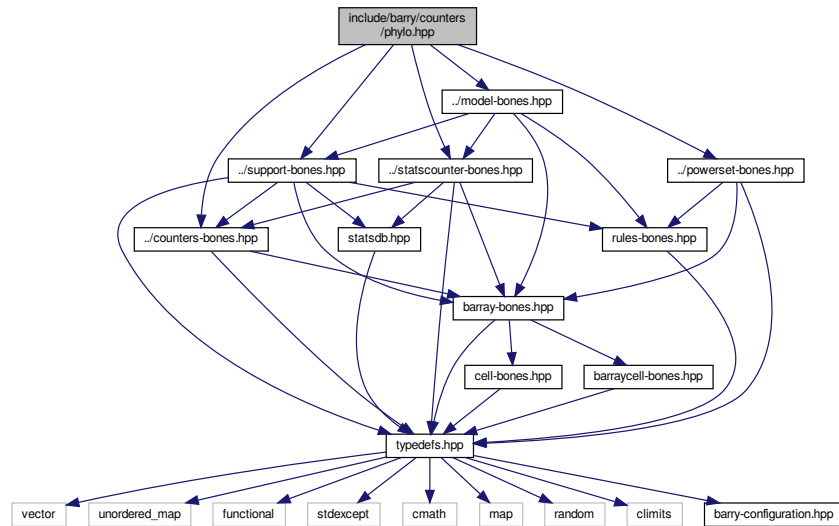 include/barry/counters
/phylo.hpp
../model-bones.hpp
../support-bones.hpp
../statscounter-bones.hpp
../powerset-bones.hpp
../counters-bones.hpp
statsdb.hpp
rules-bones.hpp
barray-bones.hpp
cell-bones.hpp
barraycell-bones.hpp
typedefs.hpp
vector
unordered_map
functional
stdexcept
cmath
map
random
climits
barry-configuration.hpp